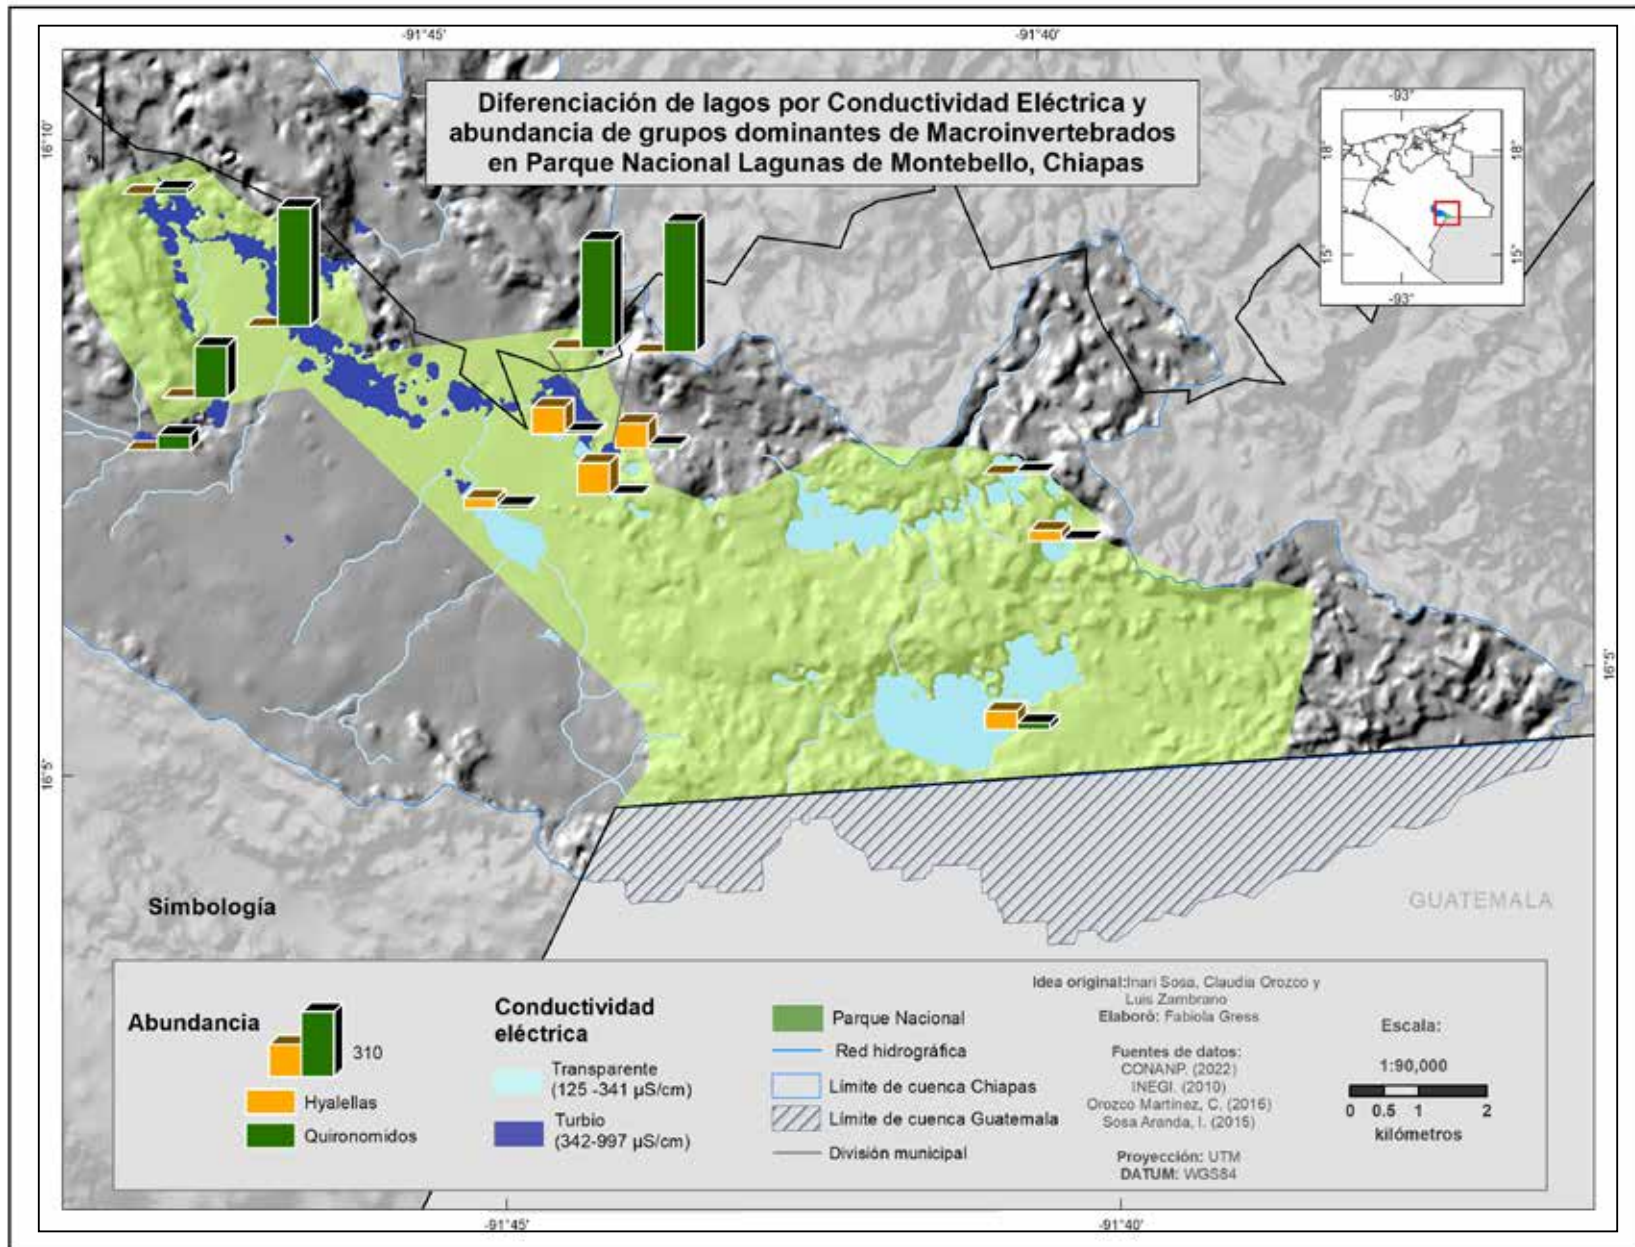 -91°45'
-91°40'
Diferenciación de lagos por Conductividad Eléctrica y
abundancia de grupos dominantes de Macroinvertebrados
en Parque Nacional Lagunas de Montebello, Chiapas
-93°
18°
18°
15°
15°
-93°
16°10'
16°5'
16°5'
GUATEMALA
Simbología
Abundancia
310
Hyalellas
Quironomidos
Conductividad
eléctrica
Transparente
(125 -341 µS/cm)
Turbio
(342-997 µS/cm)
Parque Nacional
Red hidrográfica
Límite de cuenca Chiapas
Límite de cuenca Guatemala
División municipal
Idea original:Inari Sosa, Claudia Orozco y
Luis Zambrano
Elaboró: Fabiola Gress
Fuentes de datos:
CONANP. (2022)
INEGI. (2010)
Orozco Martínez, C. (2016)
Sosa Aranda, I. (2015)
Proyección: UTM
DATUM: WGS84
Escala:
1:90,000
0 0.5 1 2
kilómetros
-91°45'
-91°40'